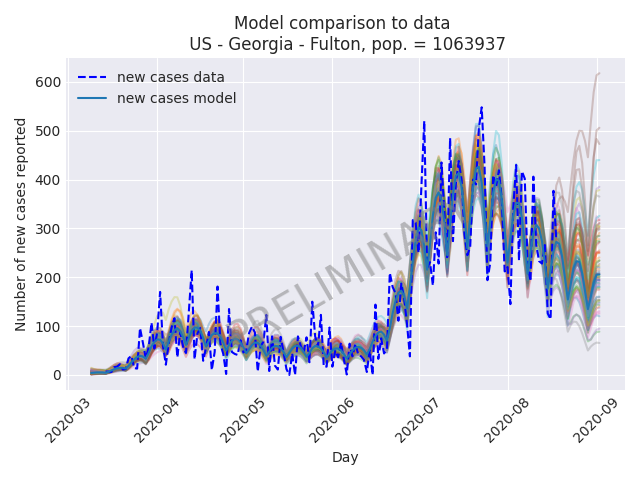 Model comparison to data
US - Georgia - Fulton, pop. = 1063937
new cases data
new cases model
Number of new cases reported
600
500
400
300
200
100
0
PRELIMINA
2020-03
2020-04
2020-05
2020-06
2020-07
2020-08
2020-09
Day